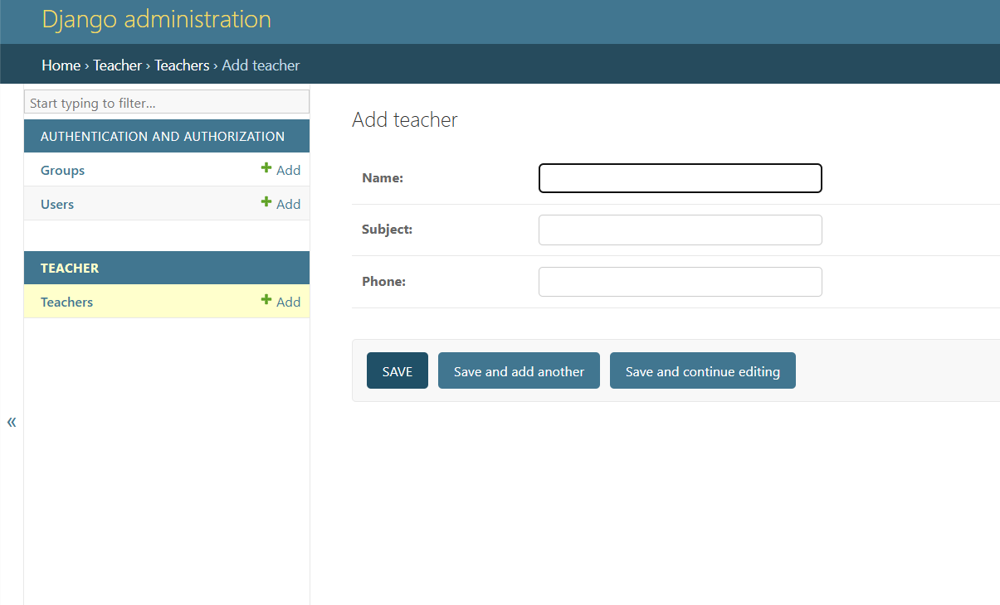 Django administration
Home › Teacher › Teachers › Add teacher
Start typing to filter...
AUTHENTICATION AND AUTHORIZATION
Groups + Add
Users + Add
TEACHER
Teachers + Add
«
Add teacher
Name:
Subject:
Phone:
SAVE Save and add another Save and continue editing